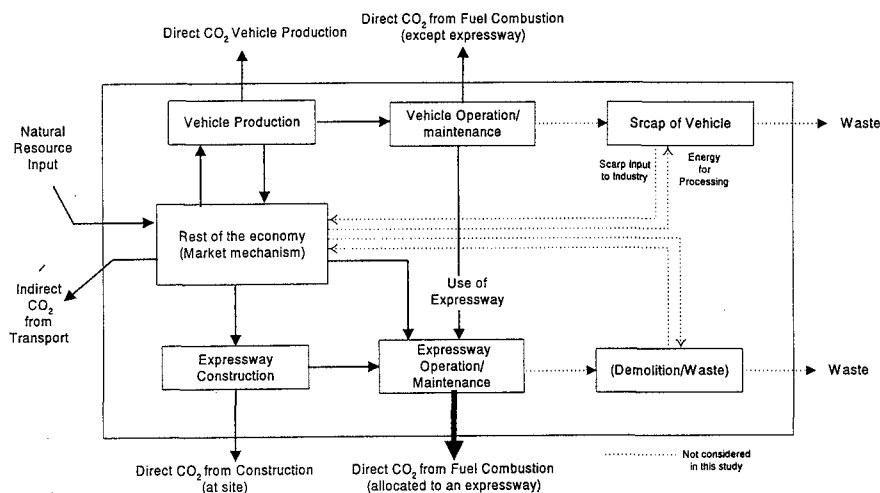 Direct CO₂ Vehicle Production
Direct CO₂ from Fuel Combustion
(except expressway)
Natural
Resource
Input
Vehicle Production
Vehicle Operation/
maintenance
Srcap of Vehicle
Waste
Scarp Input
to Industry
Energy
for
Processing
Rest of the economy
(Market mechanism)
Indirect
CO₂
from
Transport
Use of
Expressway
Expressway
Construction
Expressway
Operation/
Maintenance
(Demolition/Waste)
Waste
Direct CO₂ from Construction
(at site)
Direct CO₂ from Fuel Combustion
(allocated to an expressway)
Not considered
in this study